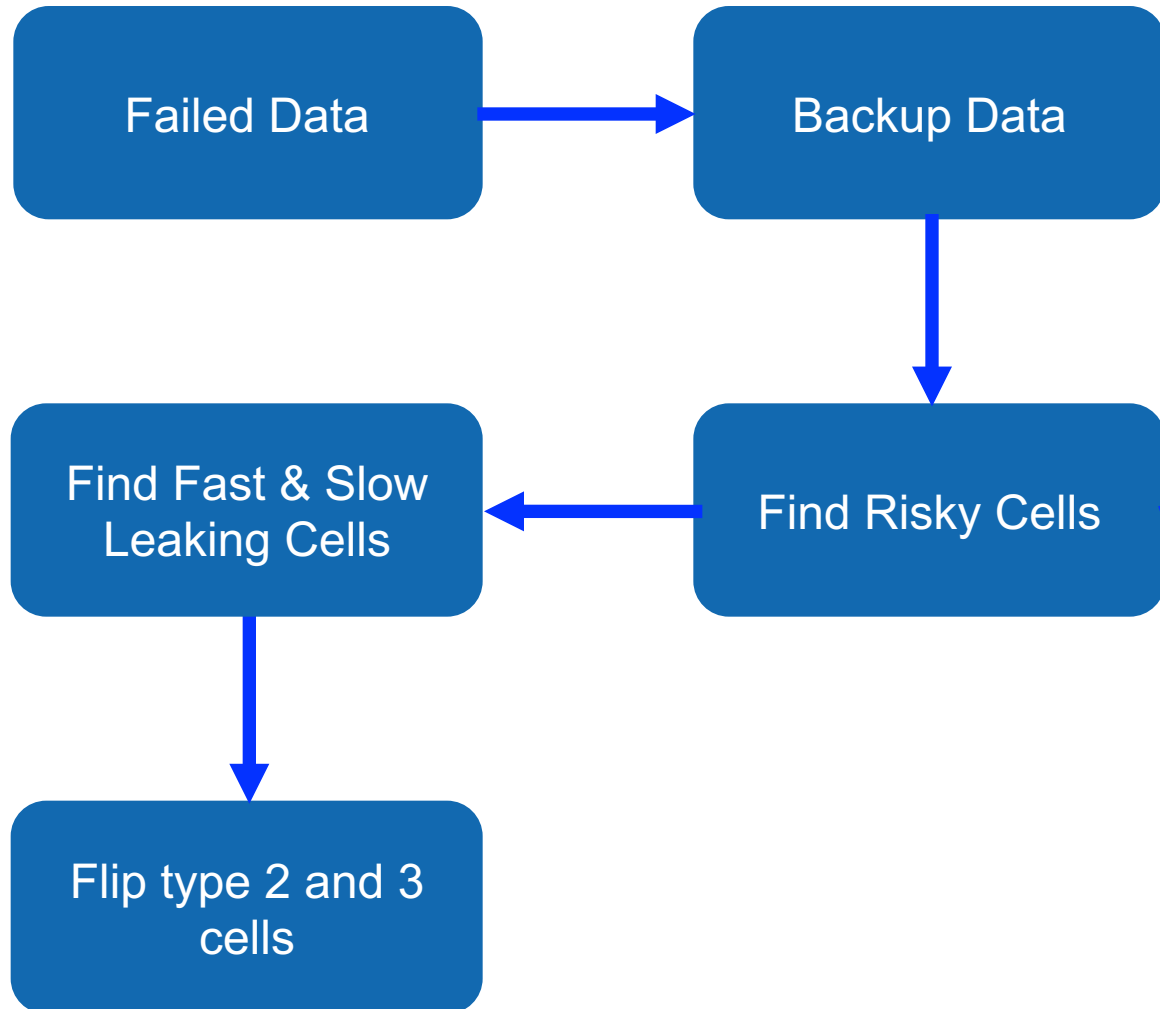 Failed Data
Backup Data
Find Risky Cells
Find Fast & Slow
Leaking Cells
Flip type 2 and 3
cells